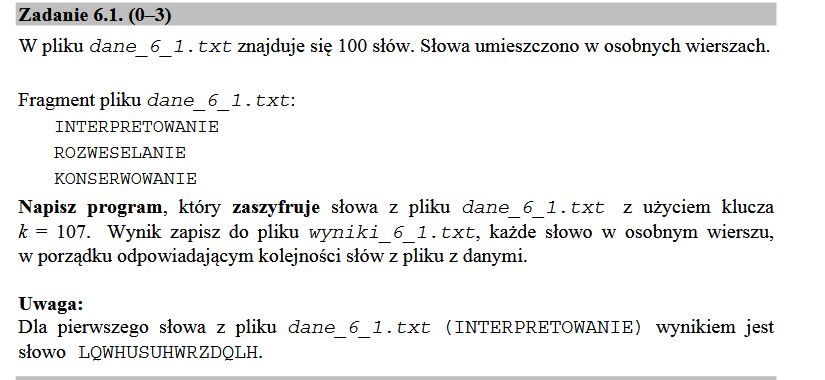 Zadanie 6.1. (0–3)
W pliku dane_6_1.txt znajduje się 100 słów. Słowa umieszczono w osobnych wierszach.
Fragment pliku dane_6_1.txt:
INTERPRETOWANIE
ROZWESELANIE
KONSERWOWANIE
Napisz program, który zaszyfruje słowa z pliku dane_6_1.txt z użyciem klucza
k = 107. Wynik zapisz do pliku wyniki_6_1.txt, każde słowo w osobnym wierszu,
w porządku odpowiadającym kolejności słów z pliku z danymi.
Uwaga:
Dla pierwszego słowa z pliku dane_6_1.txt (INTERPRETOWANIE) wynikiem jest
słowo LQWHUSUHWRZDQLH.